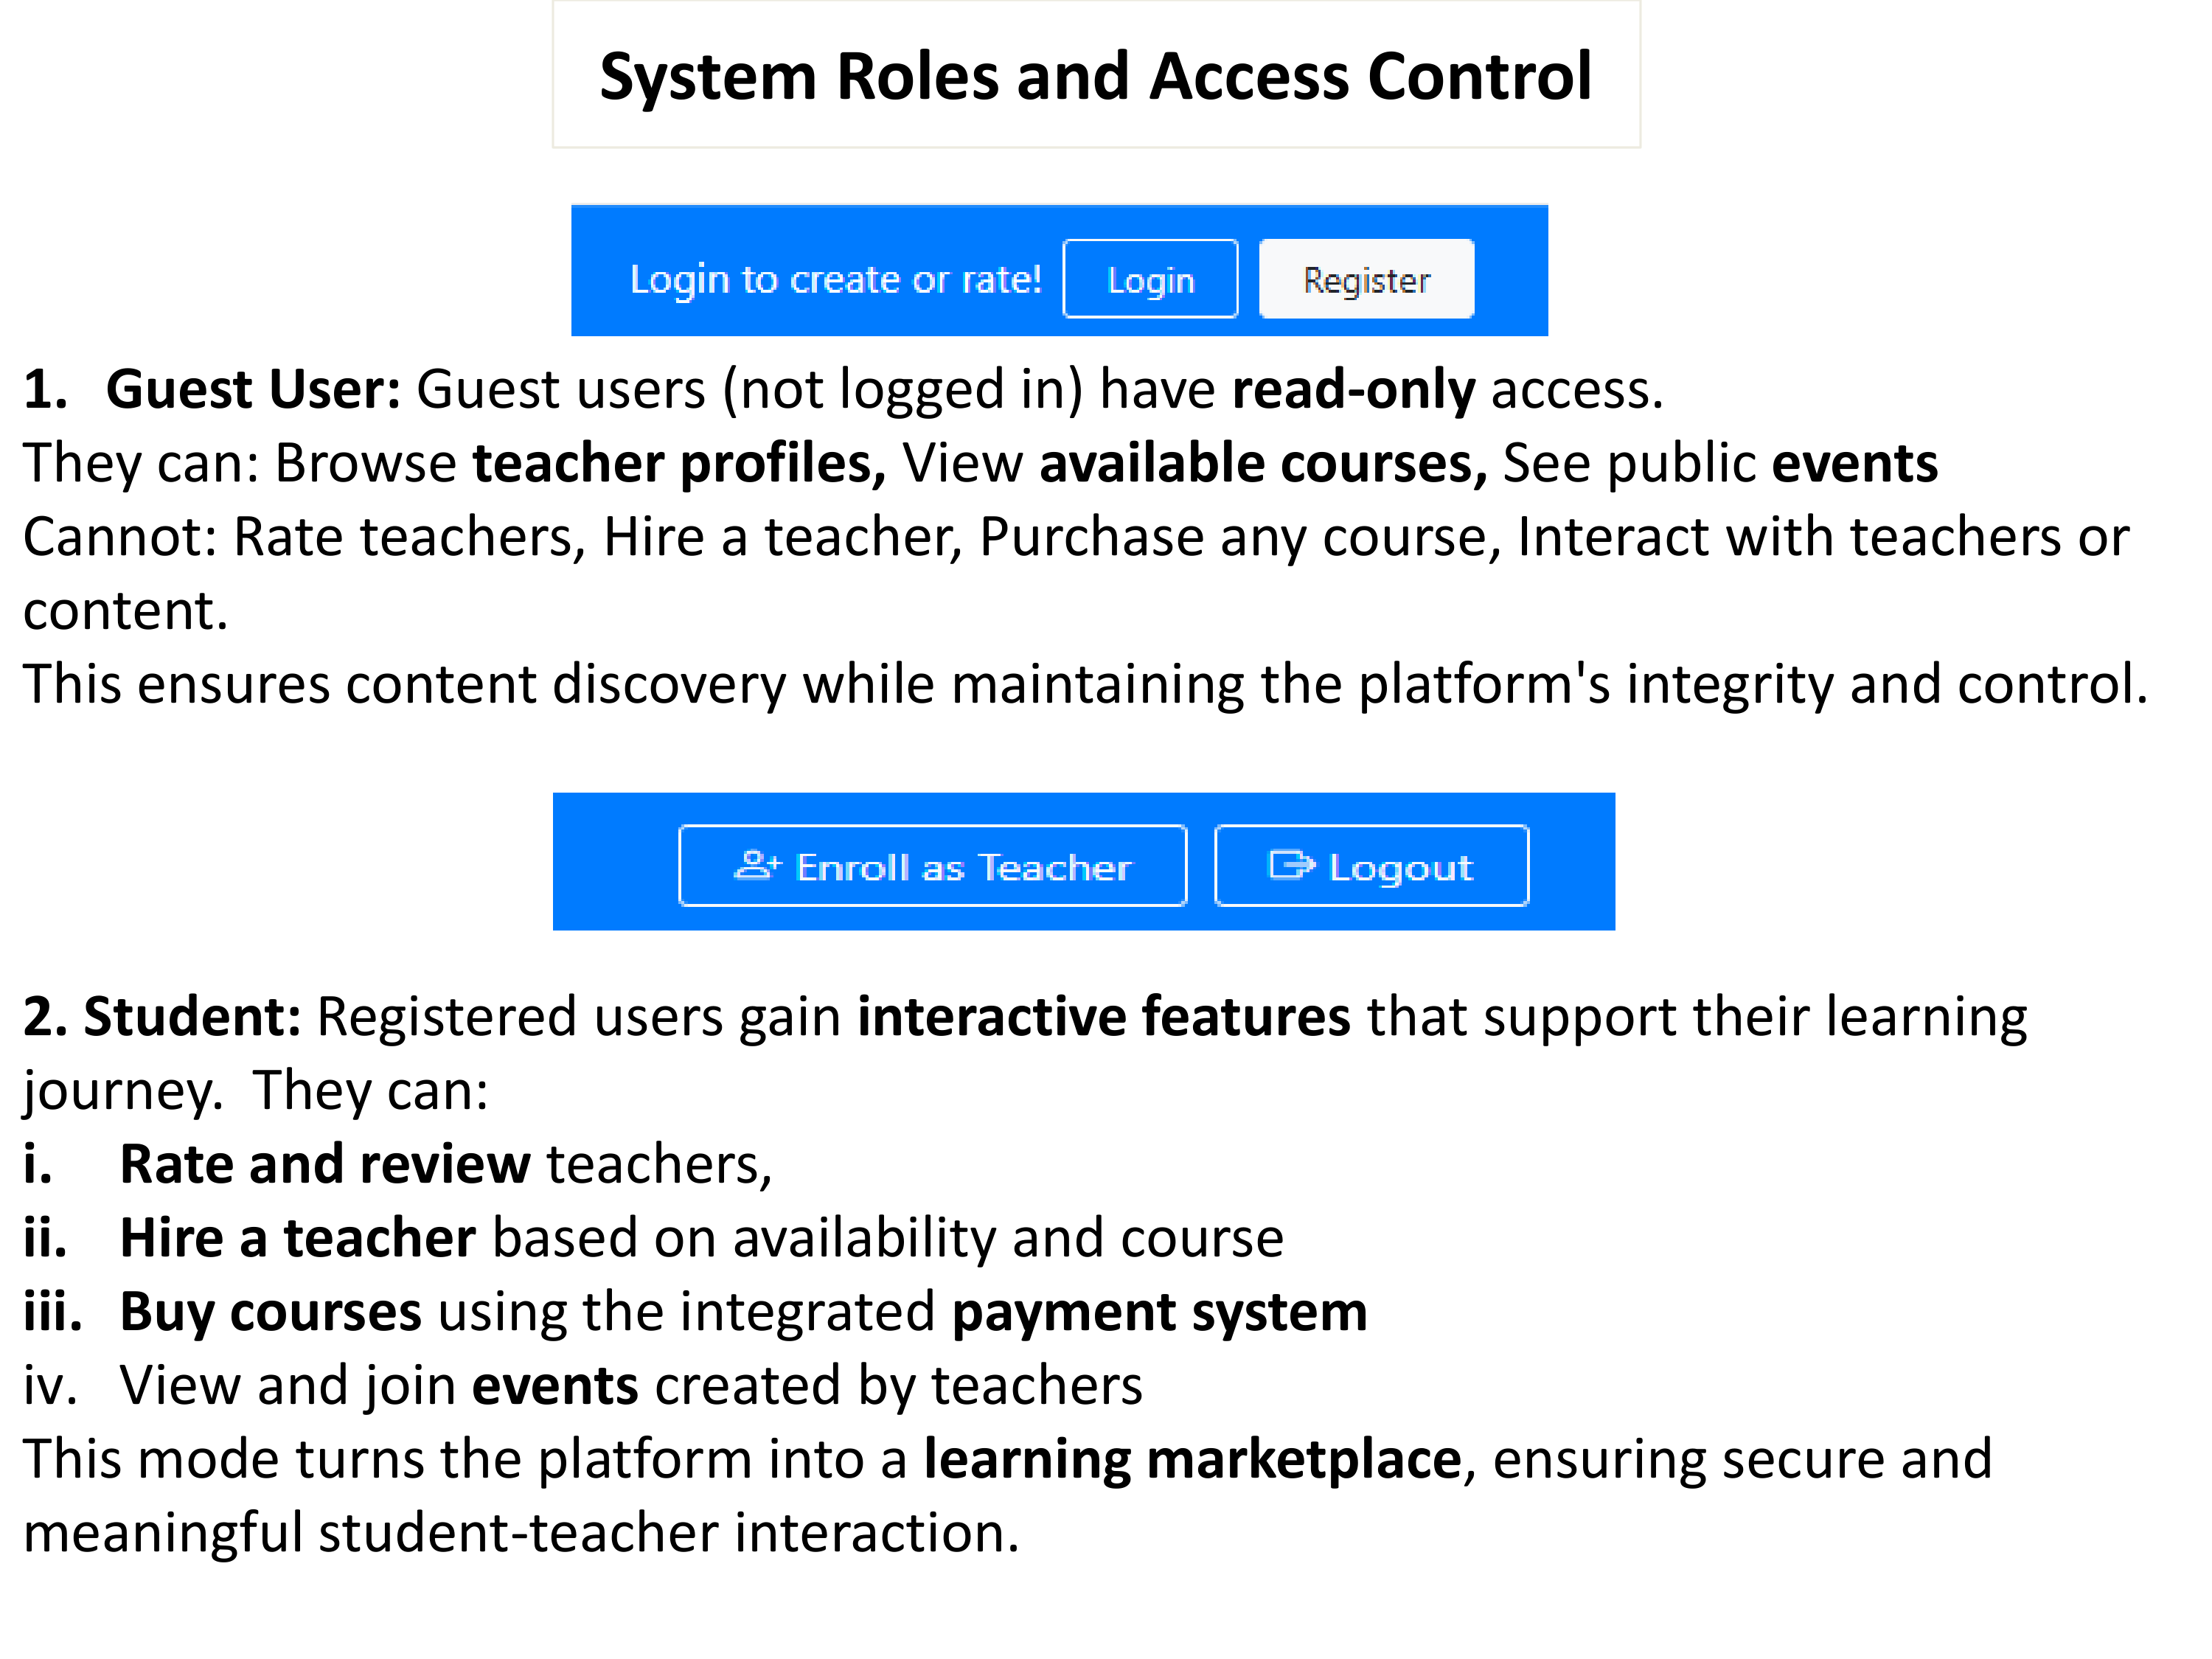 System Roles and Access Control
Login to create or rate! Login Register
1. Guest User: Guest users (not logged in) have read-only access.
They can: Browse teacher profiles, View available courses, See public events
Cannot: Rate teachers, Hire a teacher, Purchase any course, Interact with teachers or
content.
This ensures content discovery while maintaining the platform's integrity and control.
Enroll as Teacher Logout
2. Student: Registered users gain interactive features that support their learning
journey. They can:
i. Rate and review teachers,
ii. Hire a teacher based on availability and course
iii. Buy courses using the integrated payment system
iv. View and join events created by teachers
This mode turns the platform into a learning marketplace, ensuring secure and
meaningful student-teacher interaction.